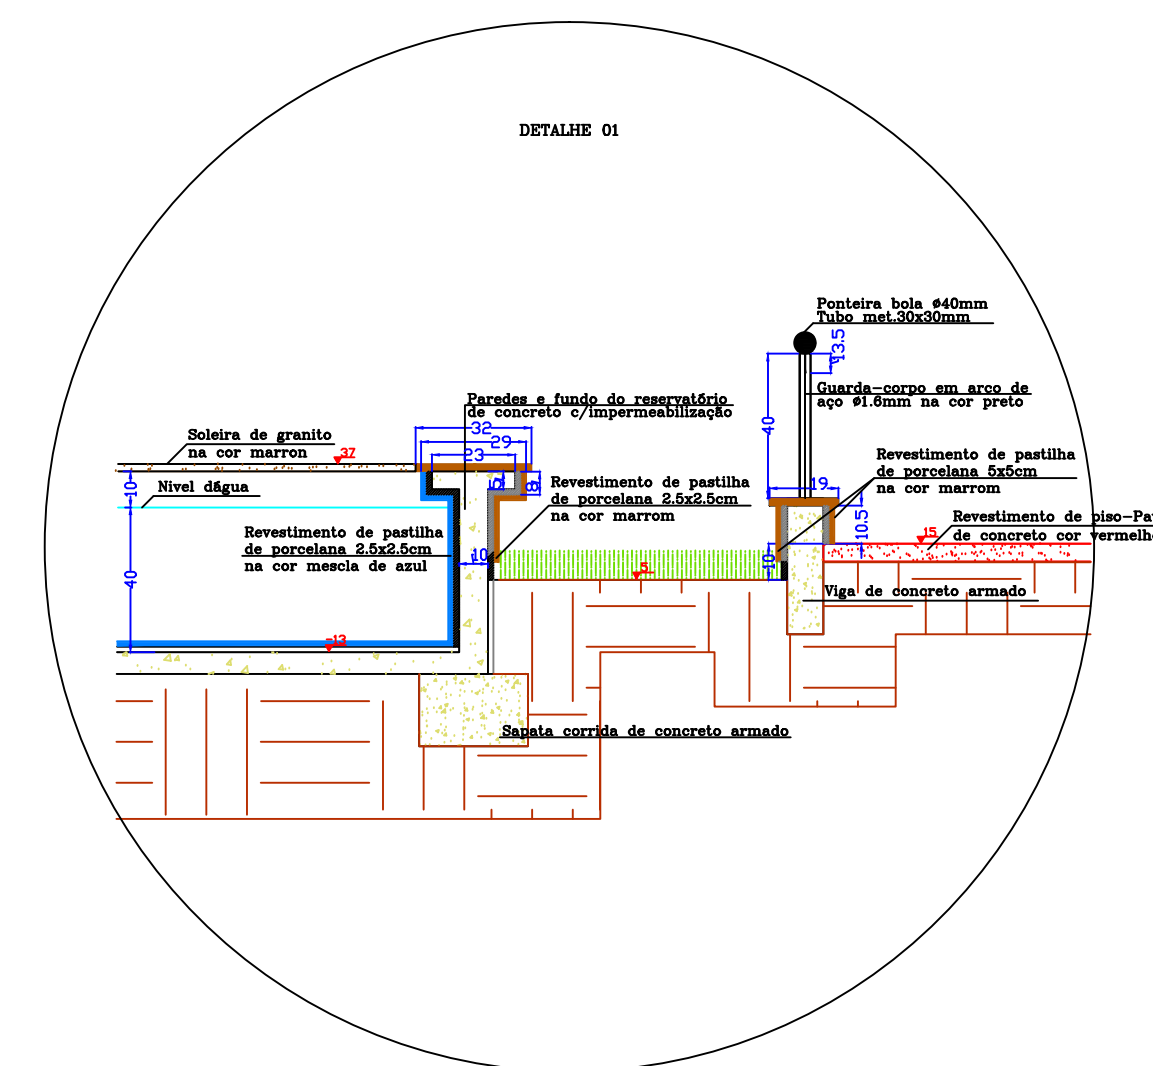 DETALHE 01
Ponteira bola ø40mm
Tubo met.30x30mm
13.5
Guarda-corpo em arco de
aço ø1.6mm na cor preto
40
Paredes e fundo do reservatório
de concreto c/impermeabilização
32
29
23
Soleira de granito
na cor marron
37
10
Nivel dágua
Revestimento de pastilha
de porcelana 5x5cm
na cor marrom
Revestimento de pastilha
de porcelana 2.5x2.5cm
na cor marrom
5
8
19
10.5
15
Revestimento de piso-Pa
de concreto cor vermelh
Revestimento de pastilha
de porcelana 2.5x2.5cm
na cor mescla de azul
10
10
5
40
-13
Viga de concreto armado
Sapata corrida de concreto armado